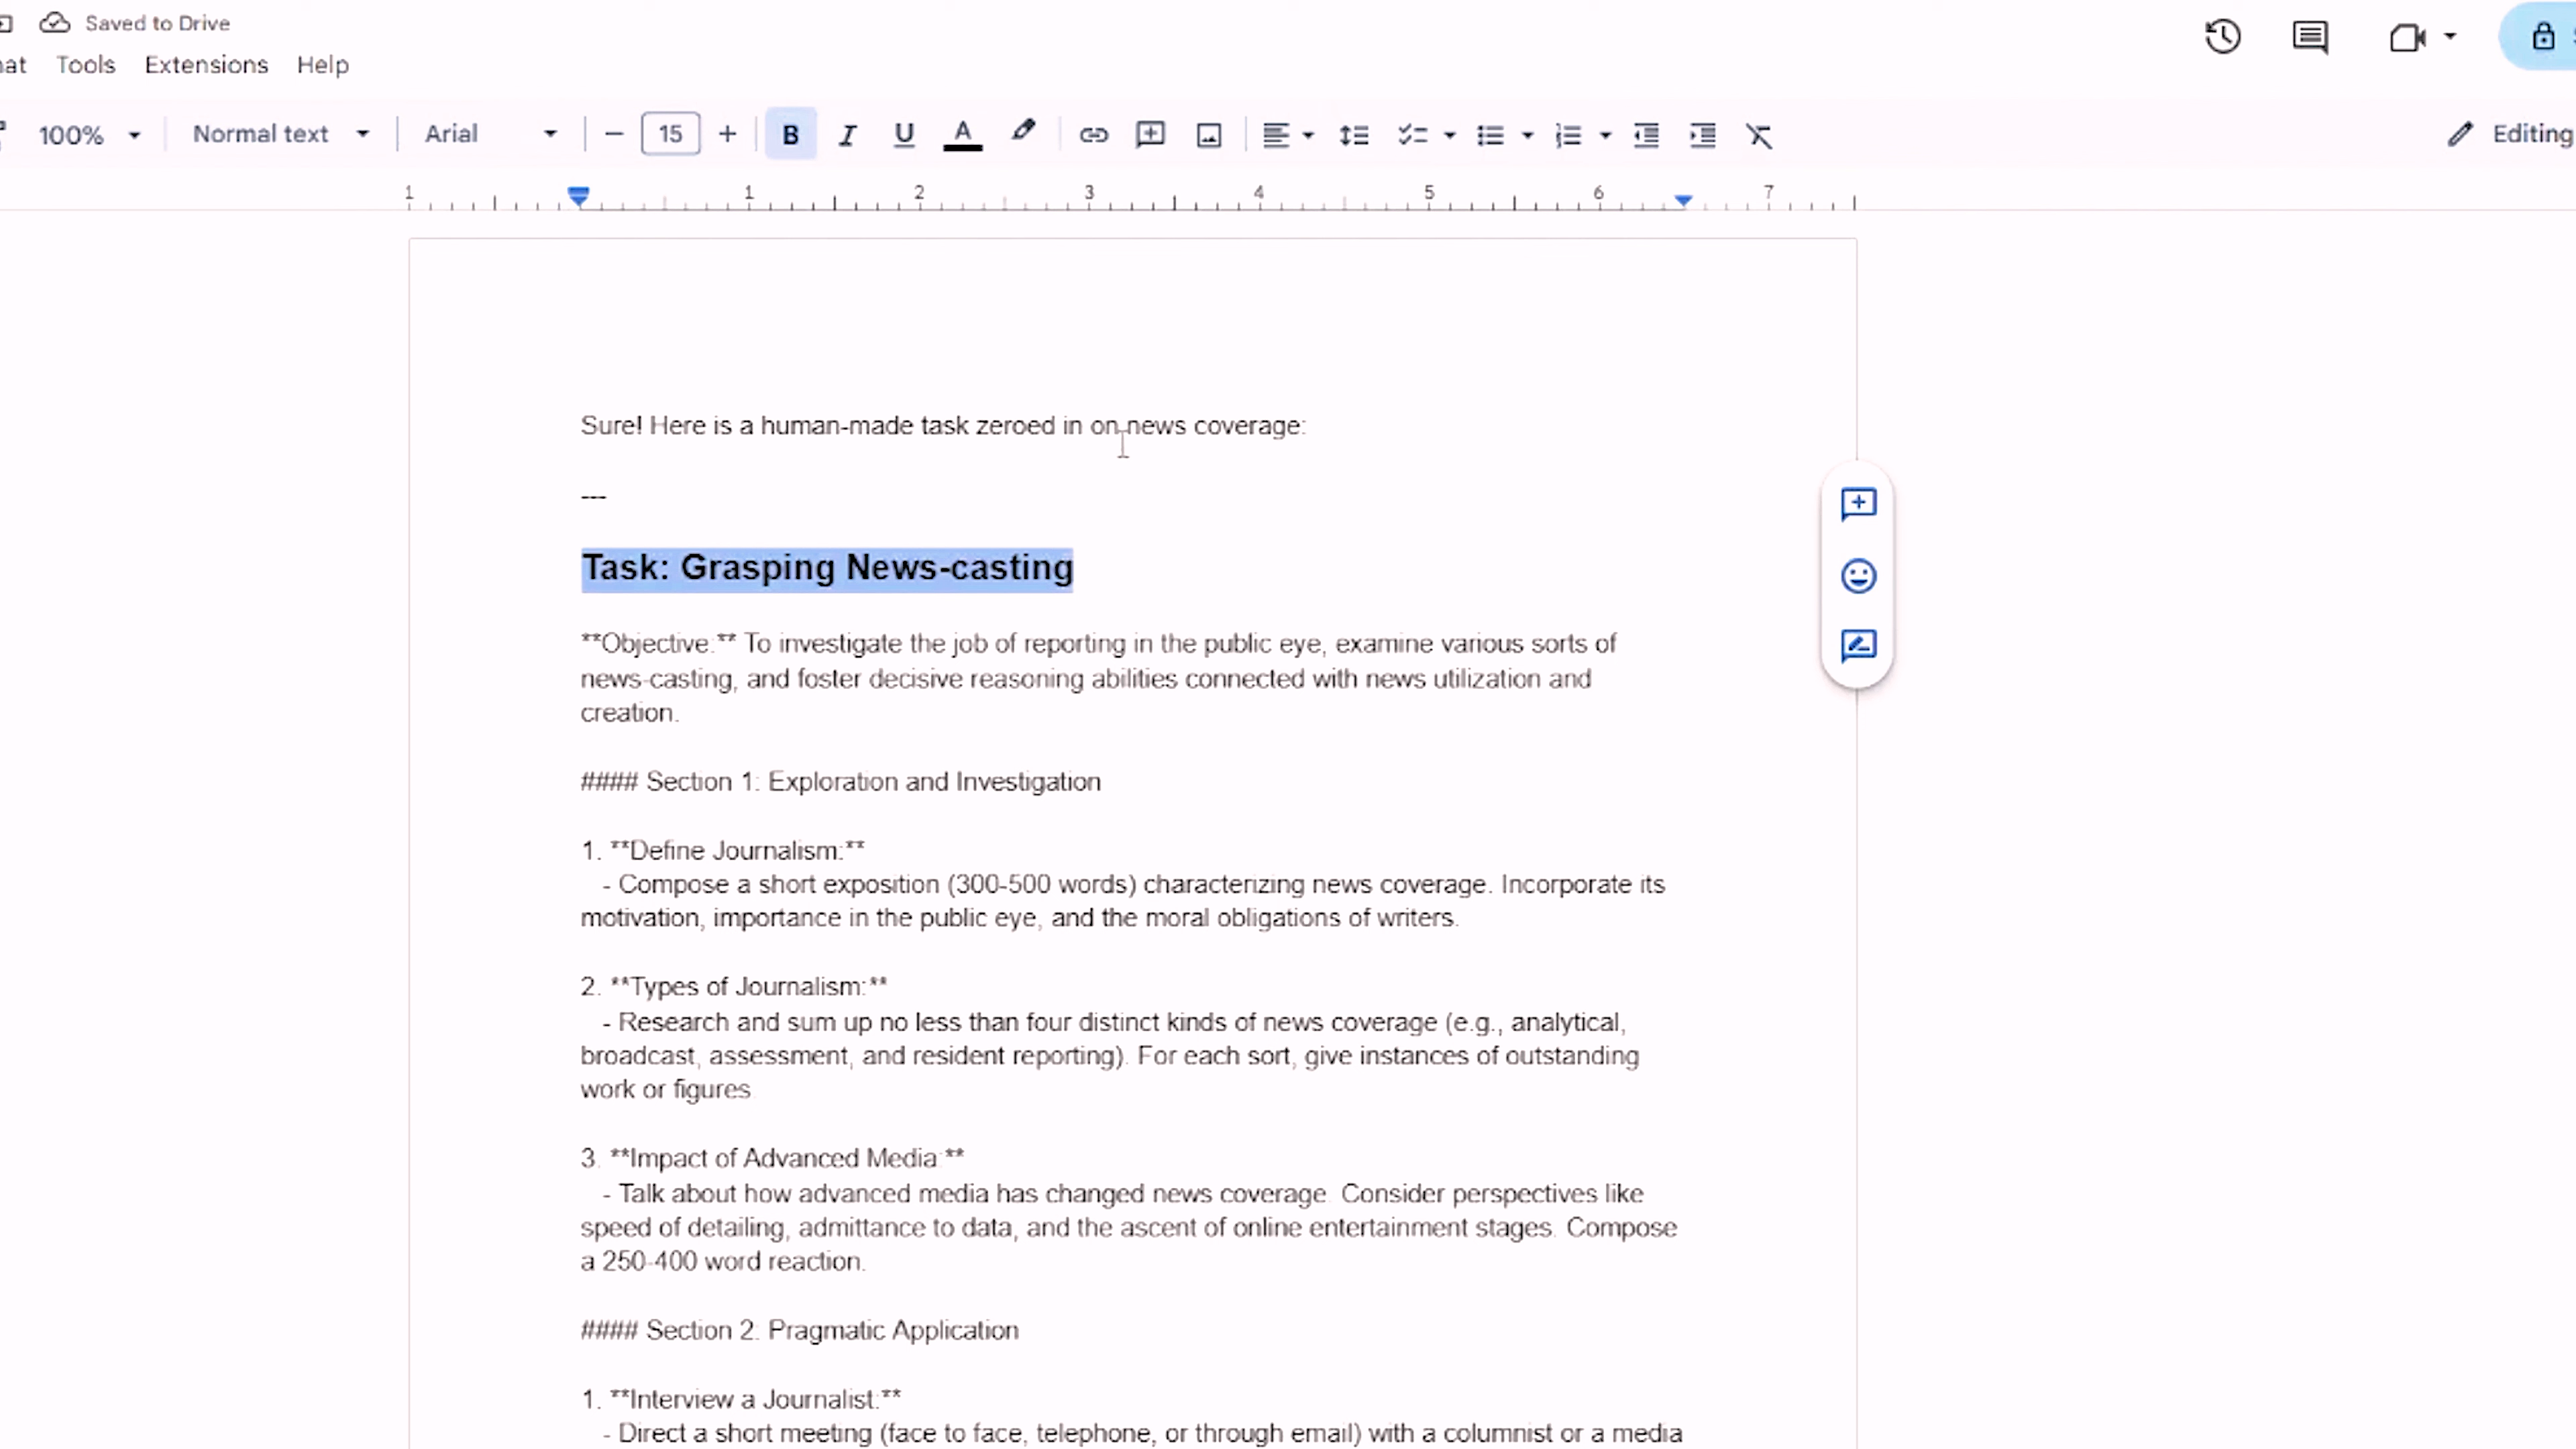 Saved to Drive
at Tools Extensions Help
100% Normal text Arial 15 B I U A Editing
1 1 2 3 4 5 6 7
Sure! Here is a human-made task zeroed in on news coverage:
---
Task: Grasping News-casting
**Objective:** To investigate the job of reporting in the public eye, examine various sorts of
news-casting, and foster decisive reasoning abilities connected with news utilization and
creation.
#### Section 1: Exploration and Investigation
1. **Define Journalism:**
- Compose a short exposition (300-500 words) characterizing news coverage. Incorporate its
motivation, importance in the public eye, and the moral obligations of writers.
2. **Types of Journalism:**
- Research and sum up no less than four distinct kinds of news coverage (e.g., analytical,
broadcast, assessment, and resident reporting). For each sort, give instances of outstanding
work or figures.
3. **Impact of Advanced Media:**
- Talk about how advanced media has changed news coverage. Consider perspectives like
speed of detailing, admittance to data, and the ascent of online entertainment stages. Compose
a 250-400 word reaction.
#### Section 2: Pragmatic Application
1. **Interview a Journalist:**
- Direct a short meeting (face to face, telephone, or through email) with a columnist or a media